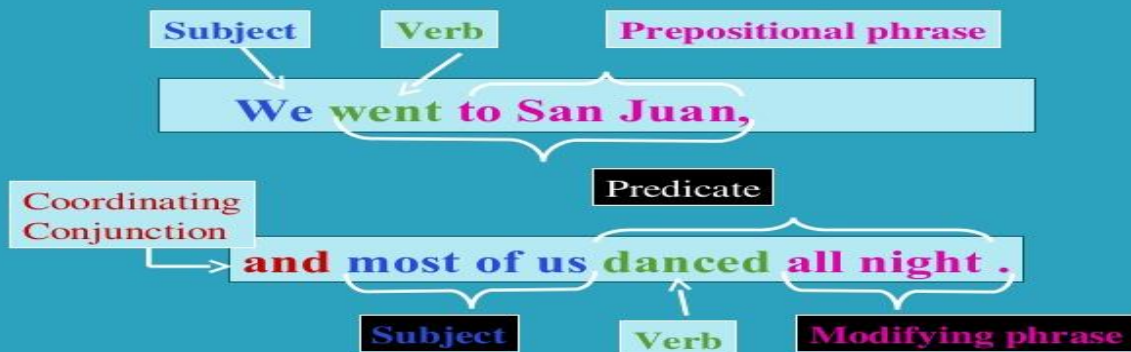 Subject Verb Prepositional phrase
We went to San Juan,
Predicate
Coordinating
Conjunction
and most of us danced all night .
Subject Verb Modifying phrase